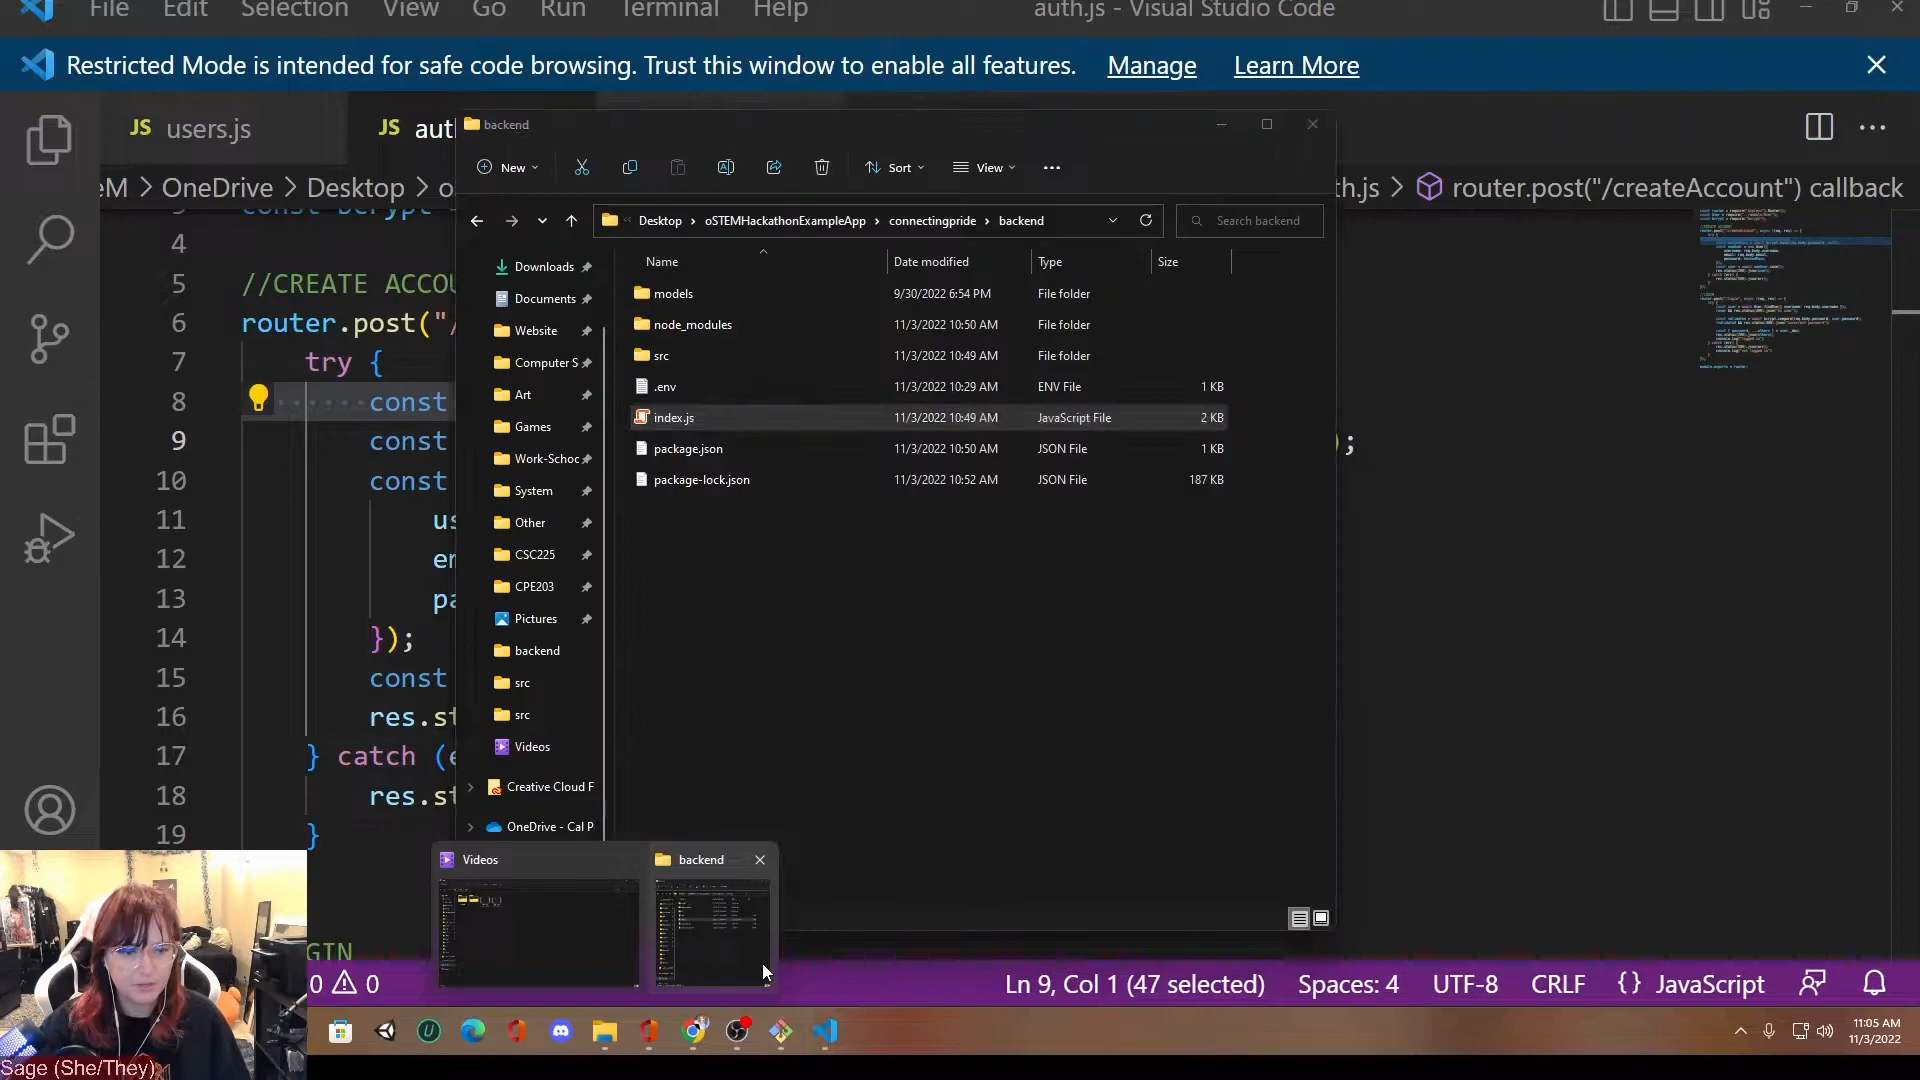 File Edit Selection View Go Run Terminal Help auth.js - Visual Studio Code
Restricted Mode is intended for safe code browsing. Trust this window to enable all features. Manage Learn More
JS users.js JS aut
eM > OneDrive > Desktop > o
th.js > router.post("/createAccount") callback
4
5 //CREATE ACCOU
6 router.post("/
7 try {
8 const
9 const );
10 const
11 us
12 em
13 pa
14 });
15 const
16 res.st
17 } catch (e
18 res.st
19 }
GIN
backend
New Sort View
Desktop > oSTEMHackathonExampleApp > connectingpride > backend
Search backend
Name Date modified Type Size
models 9/30/2022 6:54 PM File folder
node_modules 11/3/2022 10:50 AM File folder
src 11/3/2022 10:49 AM File folder
.env 11/3/2022 10:29 AM ENV File 1 KB
index.js 11/3/2022 10:49 AM JavaScript File 2 KB
package.json 11/3/2022 10:50 AM JSON File 1 KB
package-lock.json 11/3/2022 10:52 AM JSON File 187 KB
Downloads
Documents
Website
Computer S
Art
Games
Work-Schoc
System
Other
CSC225
CPE203
Pictures
backend
src
src
Videos
Creative Cloud F
OneDrive - Cal P
Videos
backend
0 0
Ln 9, Col 1 (47 selected) Spaces: 4 UTF-8 CRLF {} JavaScript
11:05 AM
11/3/2022
Sage (She/They)